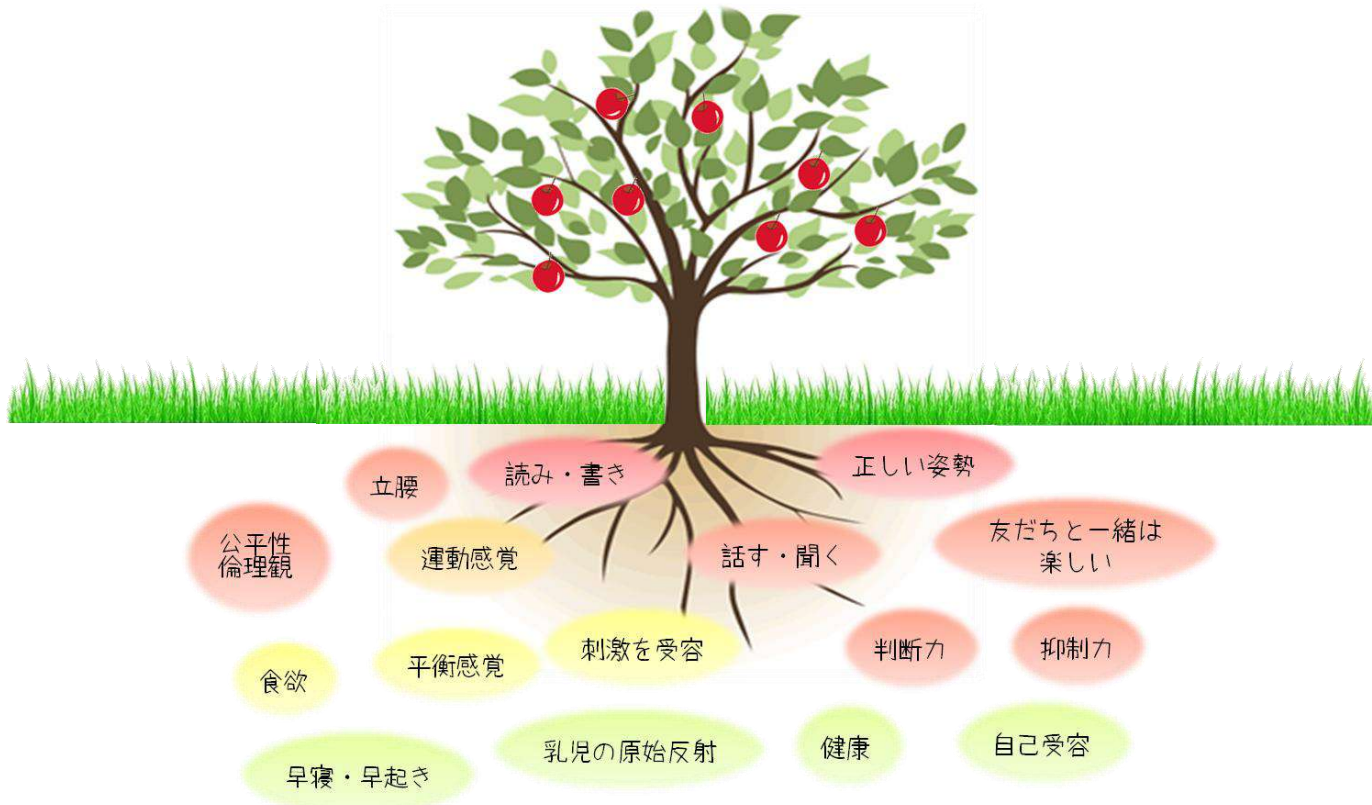 立腰
読み・書き
正しい姿勢
公平性
倫理観
運動感覚
話す・聞く
友だちと一緒は
楽しい
食欲
平衡感覚
刺激を受容
判断力
抑制力
早寝・早起き
乳児の原始反射
健康
自己受容